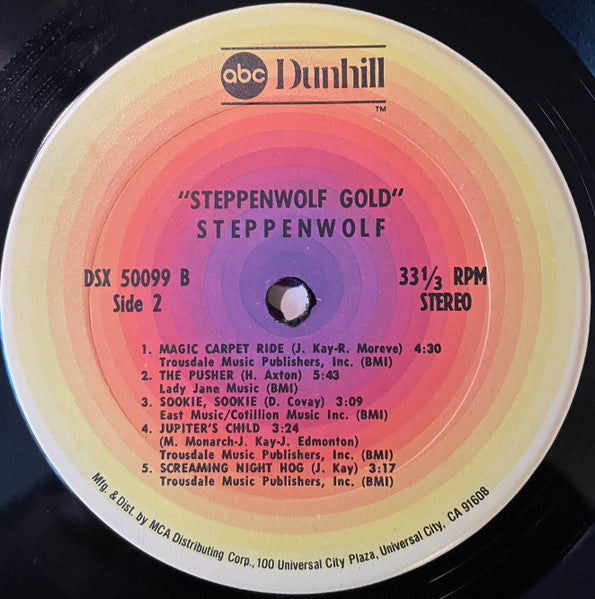 abc Dunhill
TM
"STEPPENWOLF GOLD"
STEPPENWOLF
DSX 50099 B
Side 2
33 1/3 RPM
STEREO
1. MAGIC CARPET RIDE (J. Kay-R. Moreve) 4:30
Trousdale Music Publishers, Inc. (BMI)
2. THE PUSHER (H. Axton) 5:43
Lady Jane Music (BMI)
3. SOOKIE, SOOKIE (D. Covay) 3:09
East Music/Cotillion Music Inc. (BMI)
4. JUPITER'S CHILD 3:24
(M. Monarch-J. Kay-J. Edmonton)
Trousdale Music Publishers, Inc. (BMI)
5. SCREAMING NIGHT HOG (J. Kay) 3:17
Trousdale Music Publishers, Inc. (BMI)
Mfg. & Dist. by MCA Distributing Corp., 100 Universal City Plaza, Universal City, CA 91608